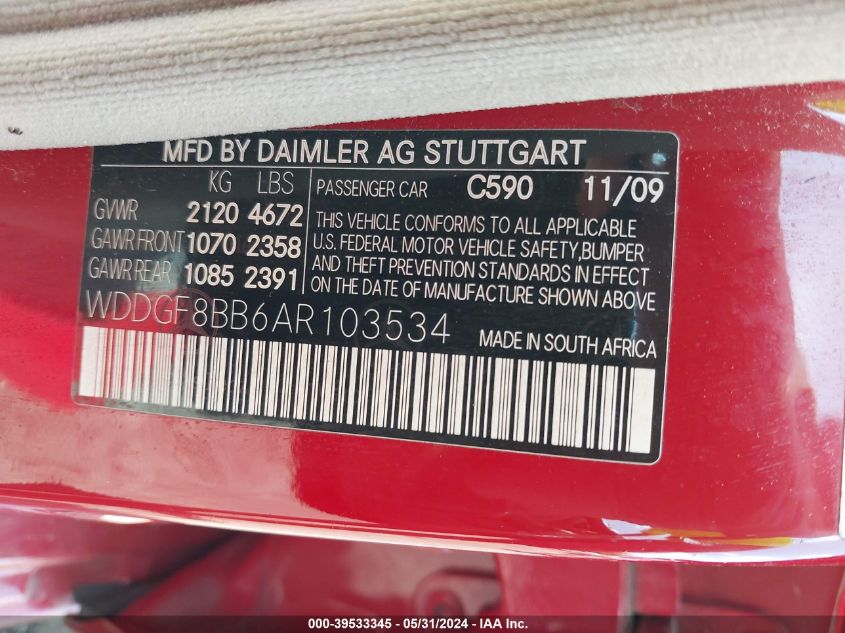 MFD BY DAIMLER AG STUTTGART
KG LBS
GVWR 2120 4672
GAWR FRONT 1070 2358
GAWR REAR 1085 2391
PASSENGER CAR C590 11/09
THIS VEHICLE CONFORMS TO ALL APPLICABLE
U.S. FEDERAL MOTOR VEHICLE SAFETY, BUMPER
AND THEFT PREVENTION STANDARDS IN EFFECT
ON THE DATE OF MANUFACTURE SHOWN ABOVE
WDDGF8BB6AR103534
MADE IN SOUTH AFRICA
000-39533345 - 05/31/2024 - IAA Inc.